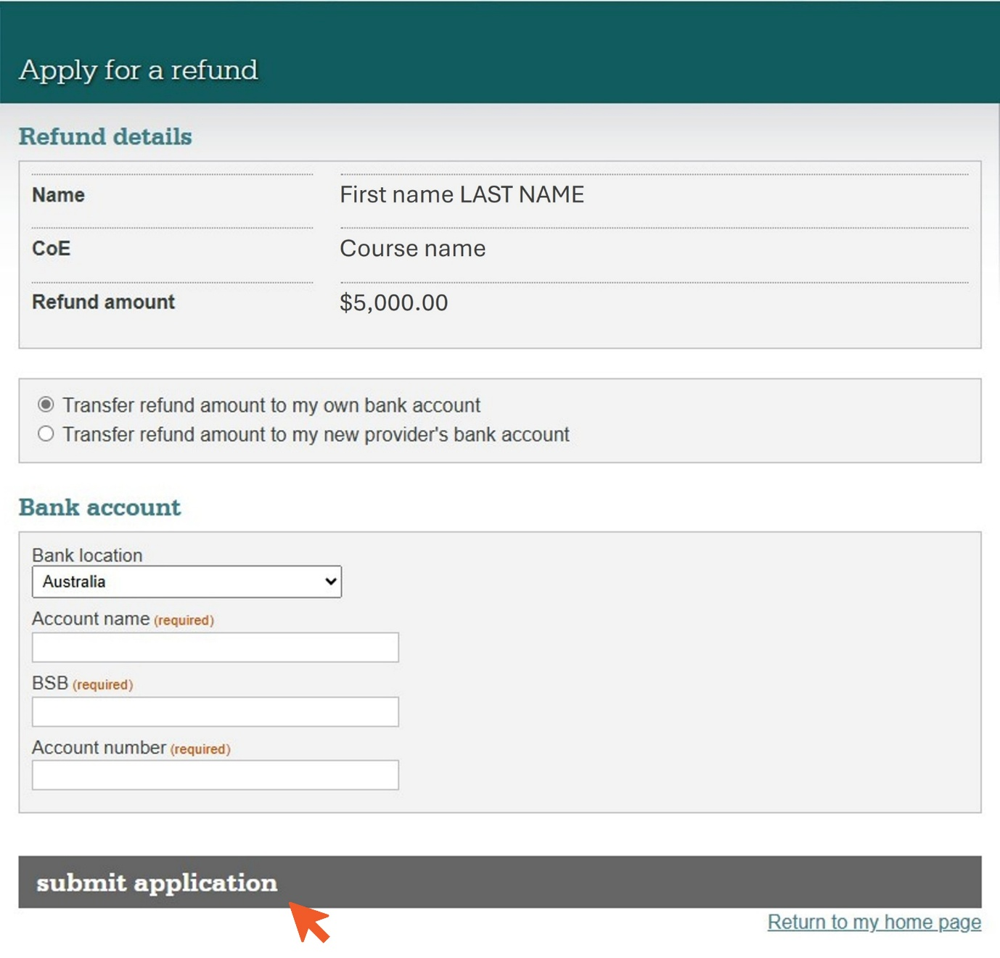 Apply for a refund
Refund details
Name First name LAST NAME
CoE Course name
Refund amount $5,000.00
Transfer refund amount to my own bank account
Transfer refund amount to my new provider's bank account
Bank account
Bank location
Australia
Account name (required)
BSB (required)
Account number (required)
submit application
Return to my home page